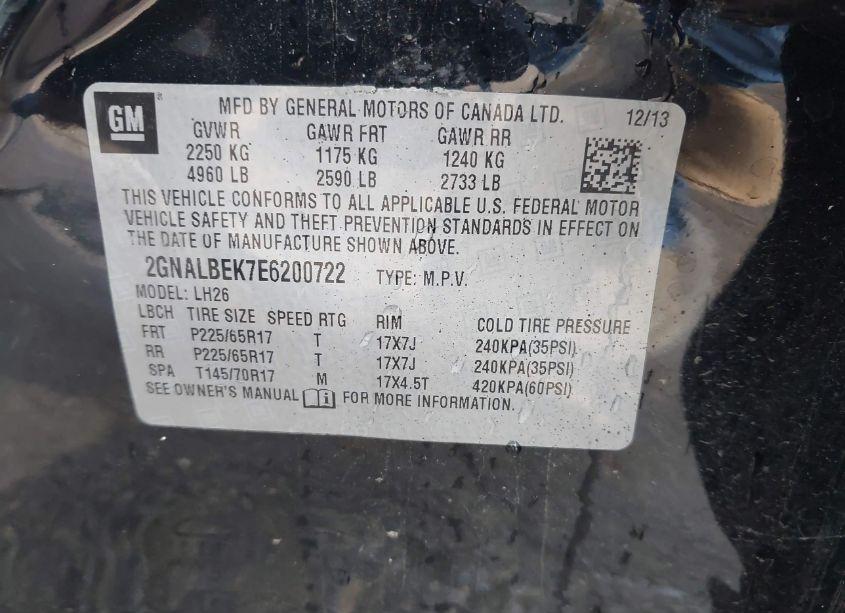 GM
MFD BY GENERAL MOTORS OF CANADA LTD. 12/13
GVWR GAWR FRT GAWR RR
2250 KG 1175 KG 1240 KG
4960 LB 2590 LB 2733 LB
THIS VEHICLE CONFORMS TO ALL APPLICABLE U.S. FEDERAL MOTOR
VEHICLE SAFETY AND THEFT PREVENTION STANDARDS IN EFFECT ON
THE DATE OF MANUFACTURE SHOWN ABOVE.
2GNALBEK7E6200722 TYPE: M.P.V.
MODEL: LH26
LBCH TIRE SIZE SPEED RTG RIM COLD TIRE PRESSURE
FRT P225/65R17 T 17X7J 240KPA(35PSI)
RR P225/65R17 T 17X7J 240KPA(35PSI)
SPA T145/70R17 M 17X4.5T 420KPA(60PSI)
SEE OWNER'S MANUAL FOR MORE INFORMATION.